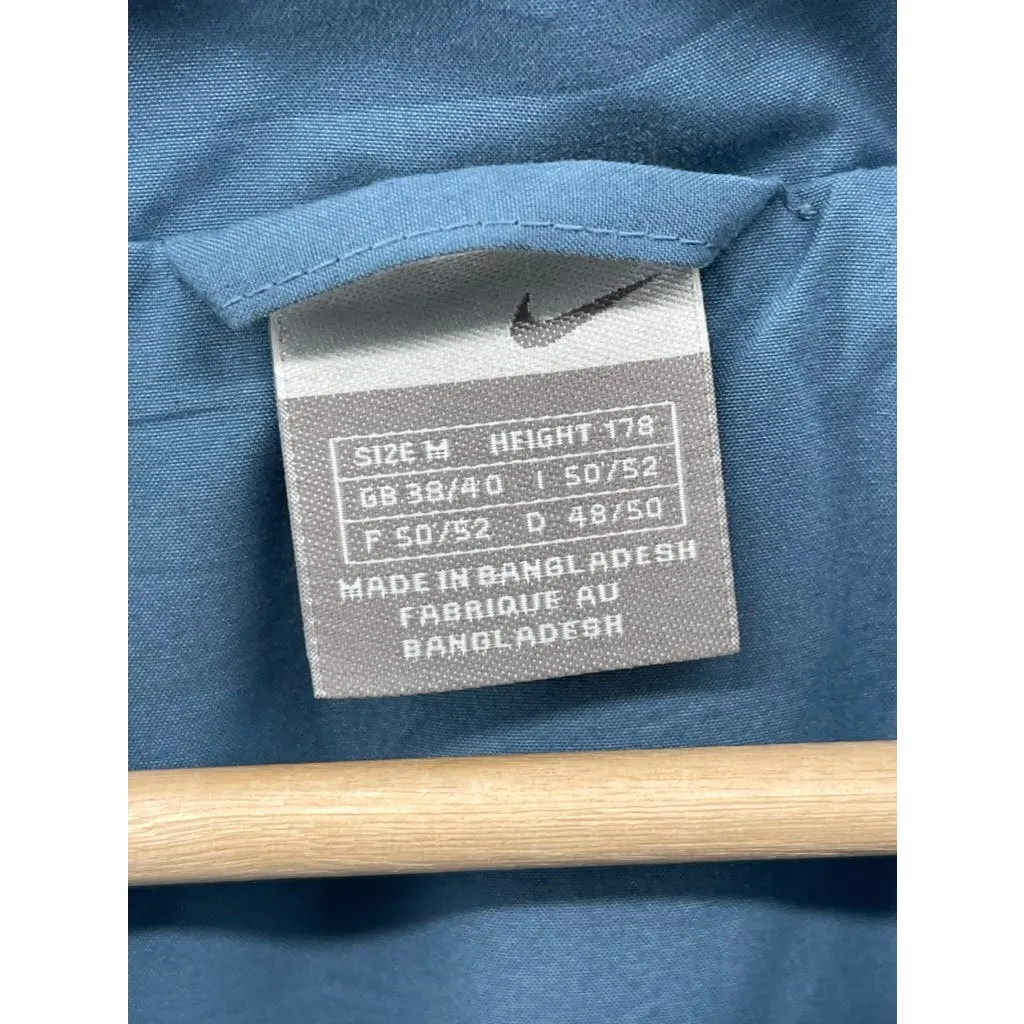 SIZE M HEIGHT 178
GB 38/40 I 50/52
F 50/52 D 48/50
MADE IN BANGLADESH
FABRIQUE AU
BANGLADESH